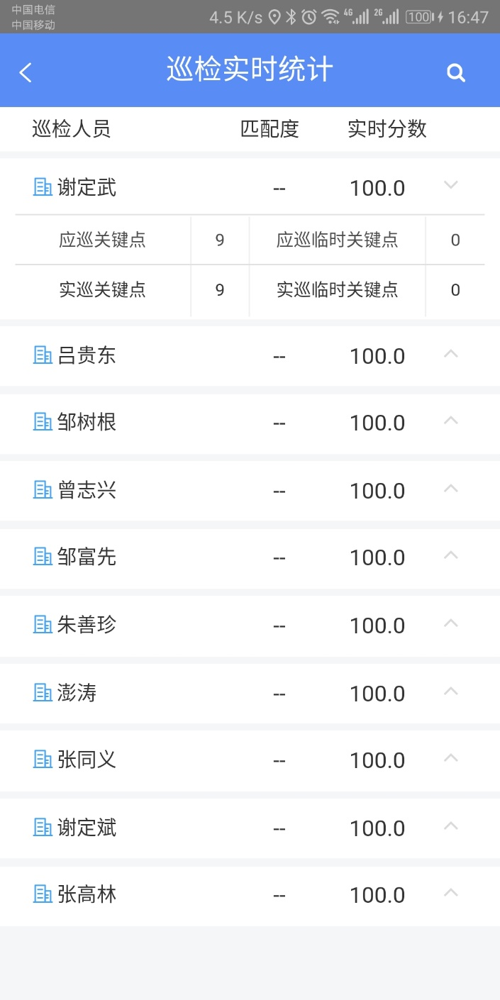 中国电信
中国移动
4.5 K/s 4G 2G 100 16:47
巡检实时统计
巡检人员 匹配度 实时分数
谢定武 -- 100.0
应巡关键点 9 应巡临时关键点 0
实巡关键点 9 实巡临时关键点 0
吕贵东 -- 100.0
邹树根 -- 100.0
曾志兴 -- 100.0
邹富先 -- 100.0
朱善珍 -- 100.0
澎涛 -- 100.0
张同义 -- 100.0
谢定斌 -- 100.0
张高林 -- 100.0